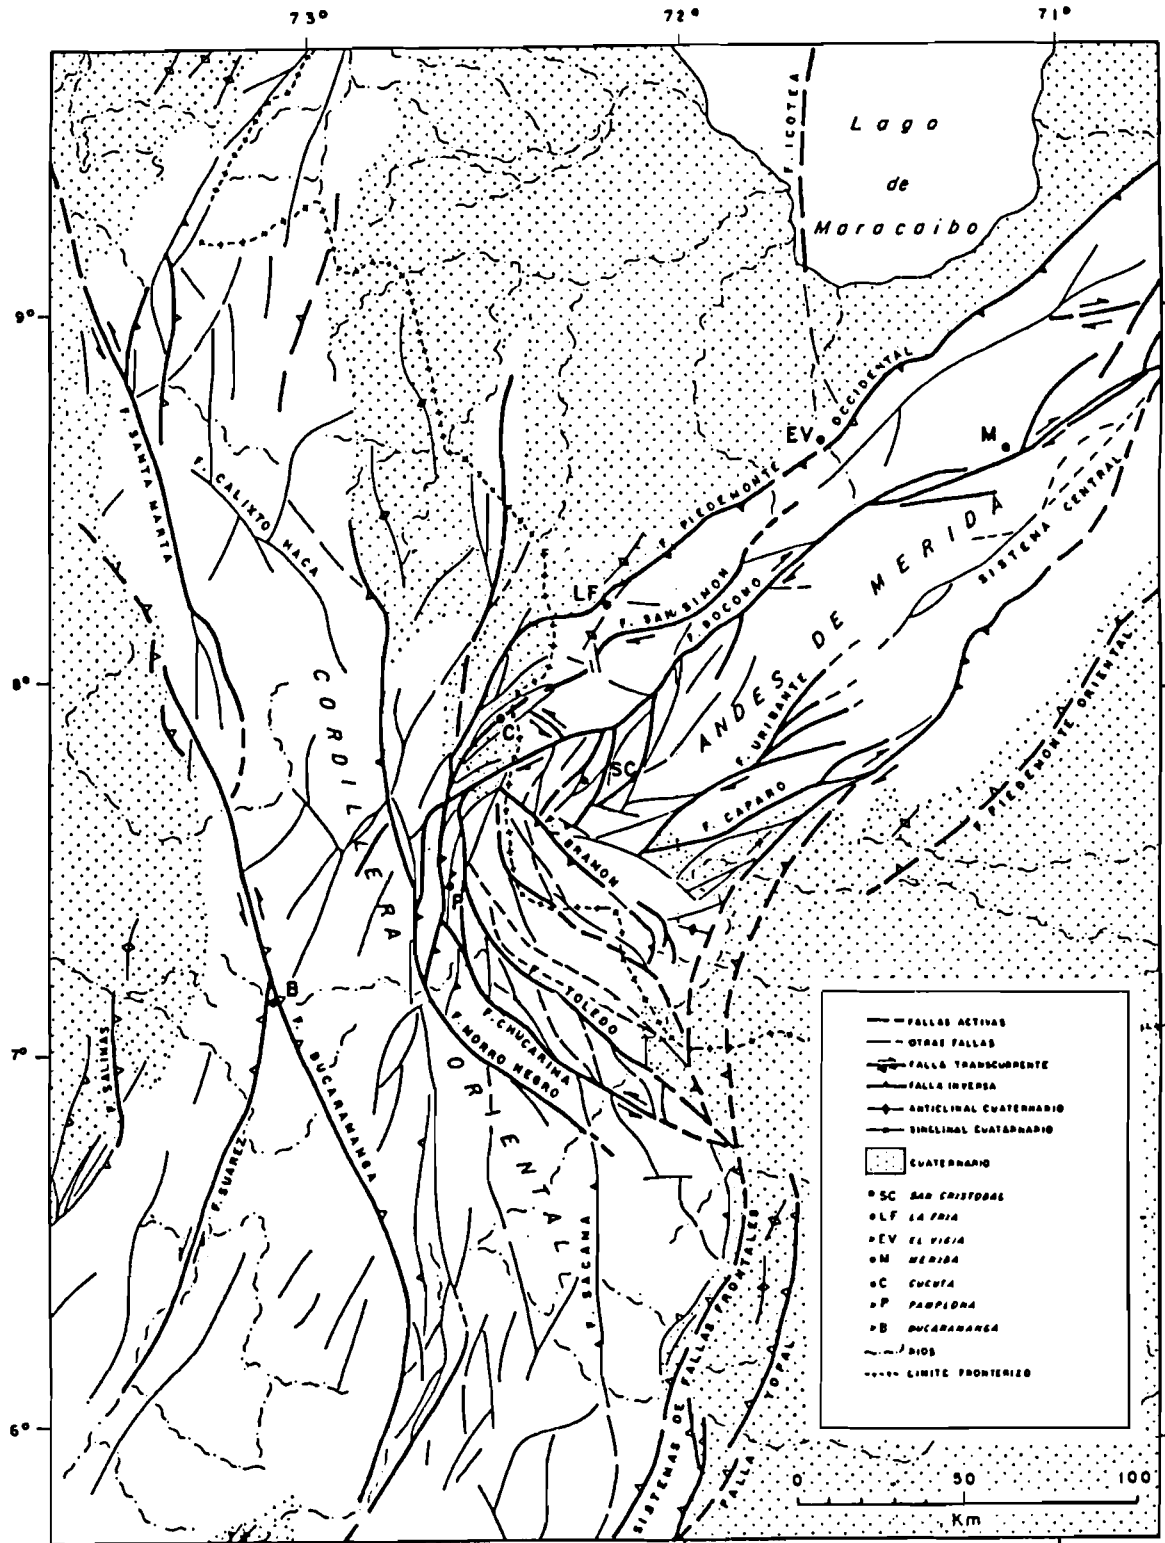 73° 72° 71°
9°
8°
7°
6°
Lago
de
Maracaibo
F. ICOTEA
F. SANTA MARTA
F. CALIXTO
HACA
EV
F. PIEDEMONTE OCCIDENTAL
M
LF
F. SAN SIMON
F. BOCONO
ANDES DE MERIDA
SISTEMA CENTRAL
F. PIEDEMONTE ORIENTAL
F. URIBANTE
F. CAPARO
C
SC
F. BRAMON
P
CORDILLERA ORIENTAL
F. TOLEDO
F. CHUCARIMA
F. MORRO NEGRO
B
F. BUCARAMANGA
F. SALINAS
F. SUAREZ
F. SACAMA
SISTEMAS DE FALLAS FRONTALES
FALLA YOPAL
FALLAS ACTIVAS
OTRAS FALLAS
FALLA TRANSCURRENTE
FALLA INVERSA
ANTICLINAL CUATERNARIO
SINCLINAL CUATERNARIO
CUATERNARIO
SC SAN CRISTOBAL
LF LA FRIA
EV EL VIGIA
M MERIDA
C CUCUTA
P PAMPLONA
B BUCARAMANGA
RIOS
LIMITE FRONTERIZO
0 50 100
Km